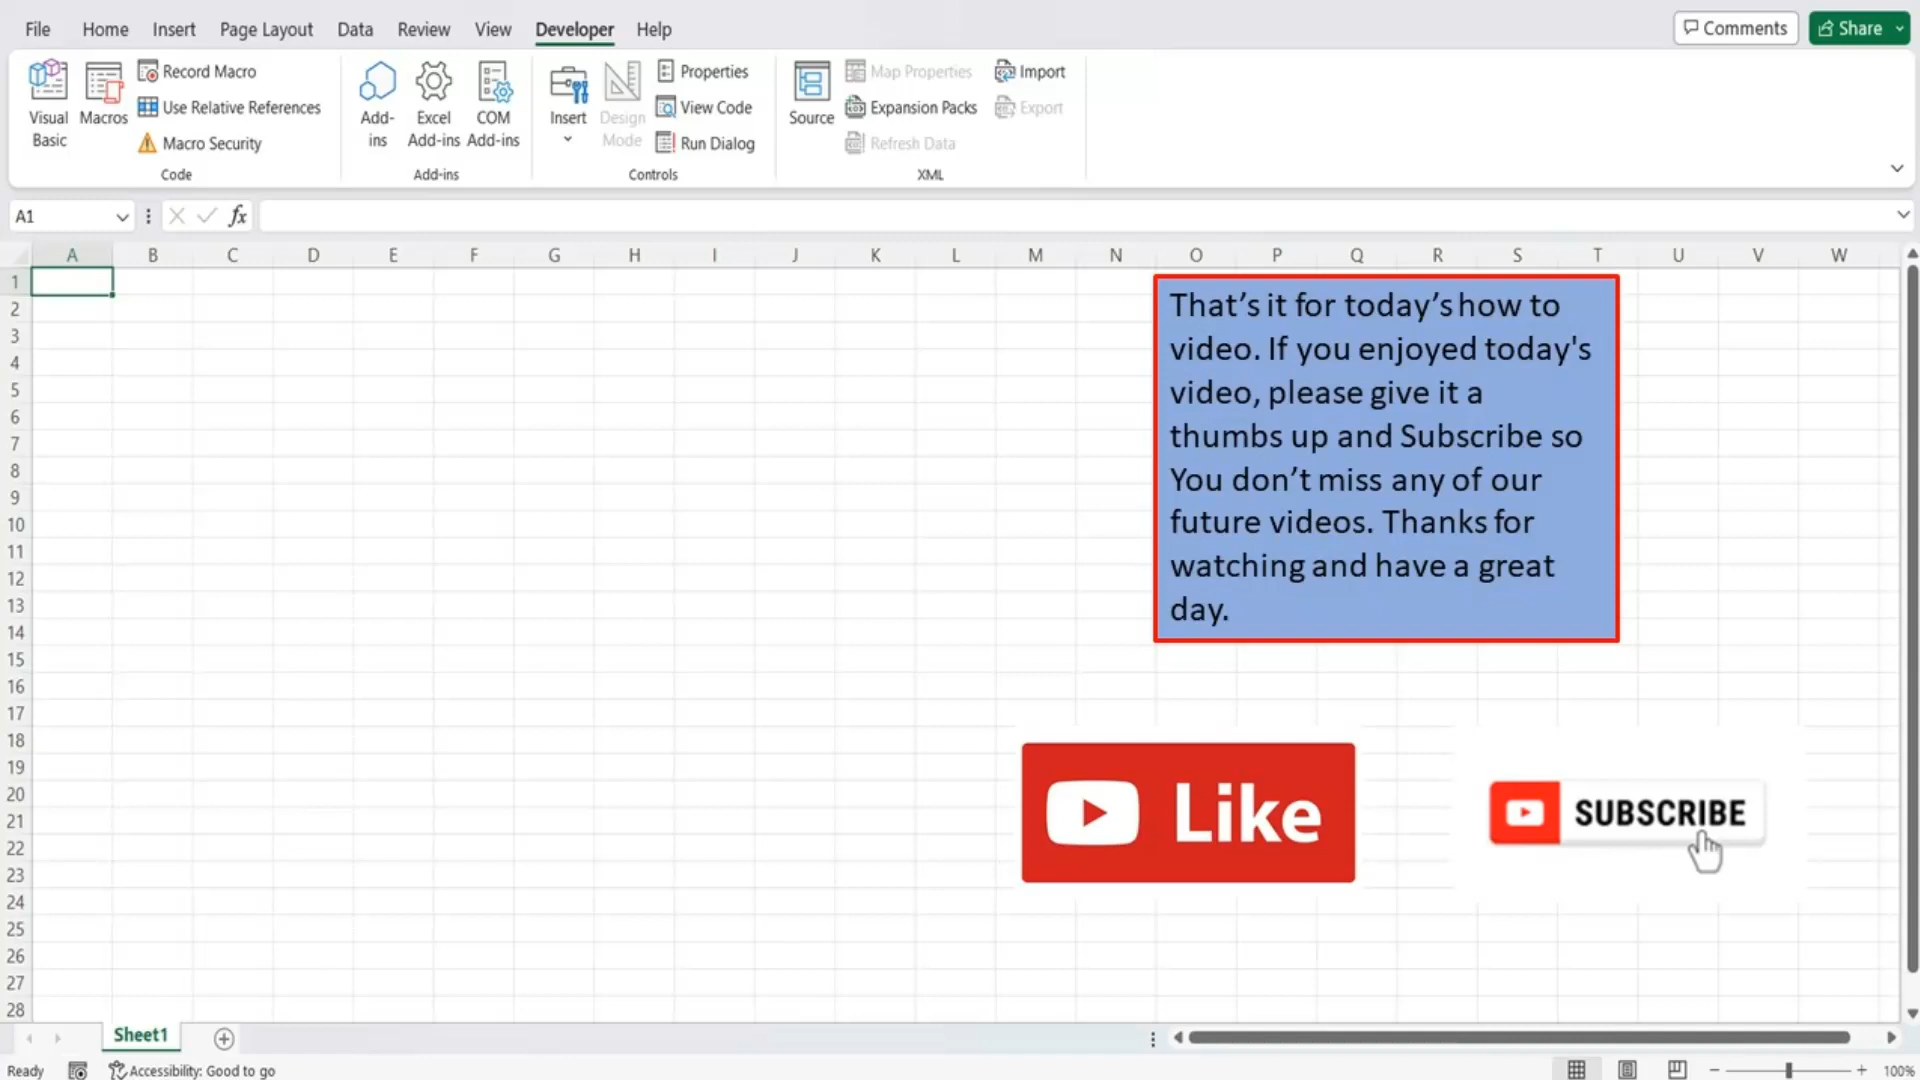 File Home Insert Page Layout Data Review View Developer Help Comments Share
Visual Basic
Macros
Record Macro
Use Relative References
Macro Security
Code
Add-ins
Excel Add-ins
COM Add-ins
Add-ins
Insert
Design Mode
Properties
View Code
Run Dialog
Controls
Source
Map Properties
Expansion Packs
Refresh Data
Import
Export
XML
A1 fx
A B C D E F G H I J K L M N O P Q R S T U V W
1
2
3
4
5
6
7
8
9
10
11
12
13
14
15
16
17
18
19
20
21
22
23
24
25
26
27
28
That’s it for today’s how to
video. If you enjoyed today's
video, please give it a
thumbs up and Subscribe so
You don’t miss any of our
future videos. Thanks for
watching and have a great
day.
Like
SUBSCRIBE
Sheet1
Ready Accessibility: Good to go 100%